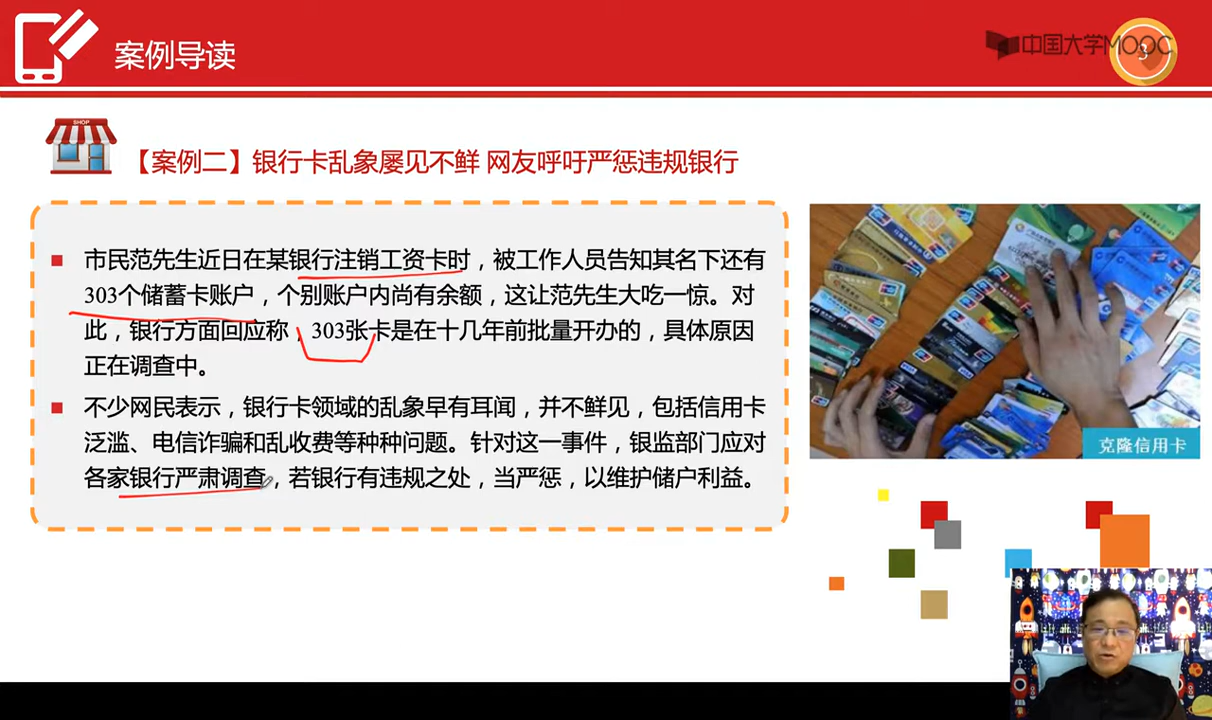 案例导读
中国大学MOOC
3
SHOP
【案例二】银行卡乱象屡见不鲜 网友呼吁严惩违规银行
市民范先生近日在某银行注销工资卡时，被工作人员告知其名下还有
303个储蓄卡账户，个别账户内尚有余额，这让范先生大吃一惊。对
此，银行方面回应称，303张卡是在十几年前批量开办的，具体原因
正在调查中。
不少网民表示，银行卡领域的乱象早有耳闻，并不鲜见，包括信用卡
泛滥、电信诈骗和乱收费等种种问题。针对这一事件，银监部门应对
各家银行严肃调查，若银行有违规之处，当严惩，以维护储户利益。
克隆信用卡